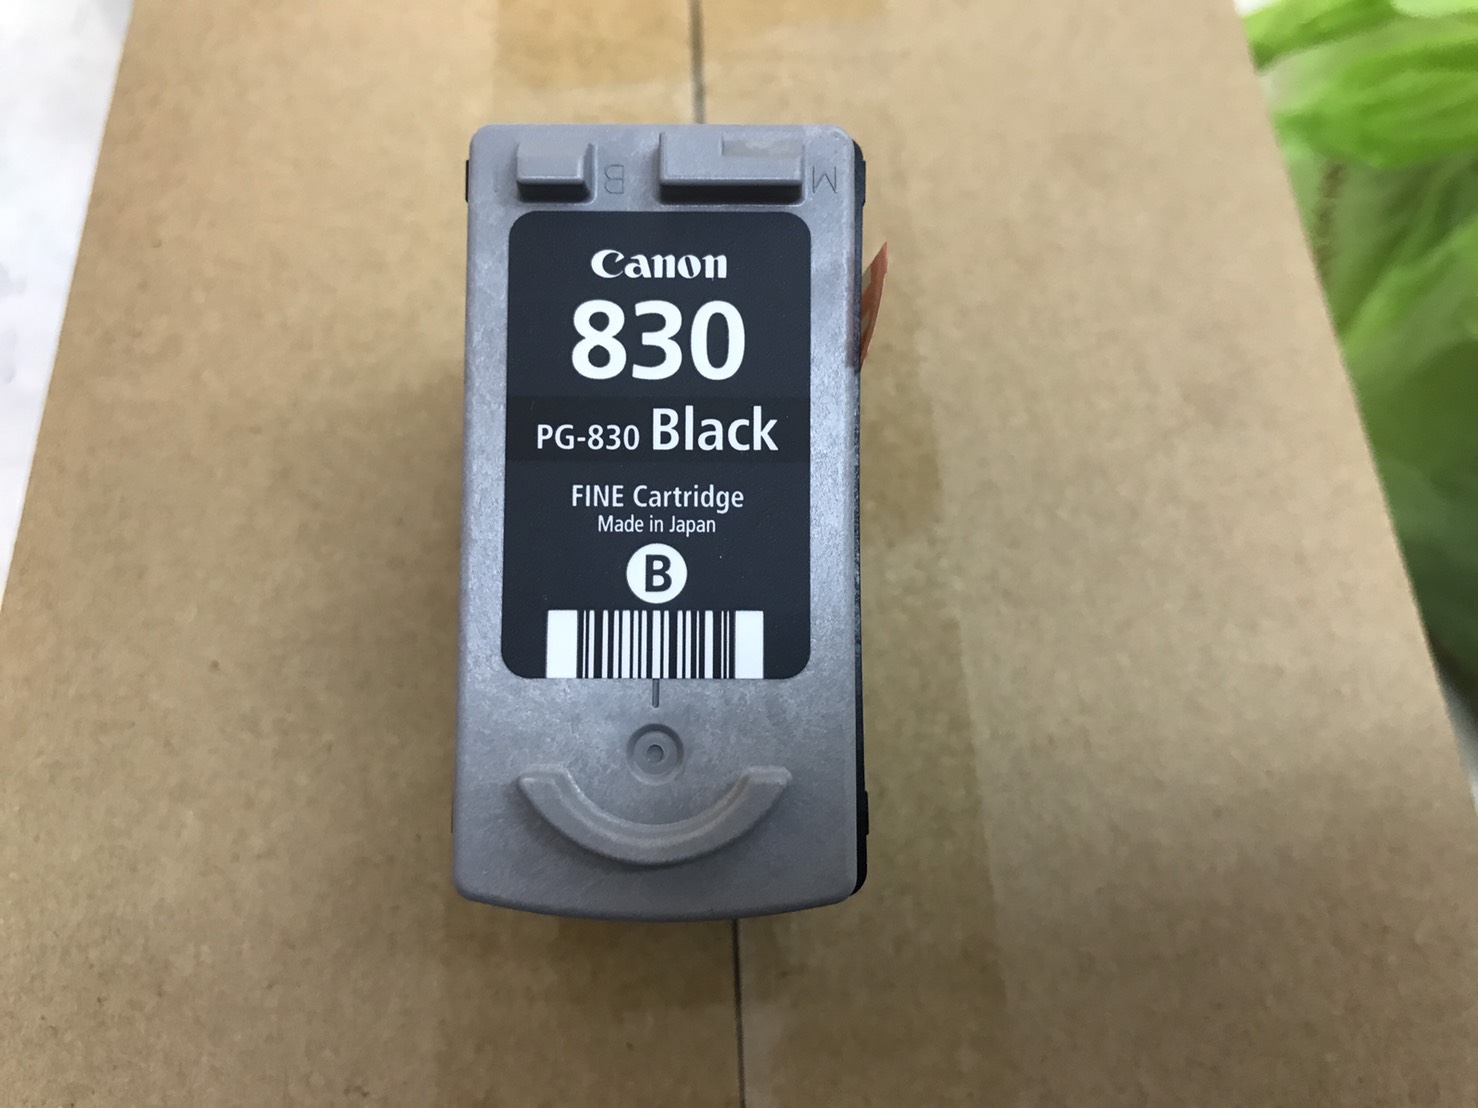 B M
Canon
830
PG-830 Black
FINE Cartridge
Made in Japan
B